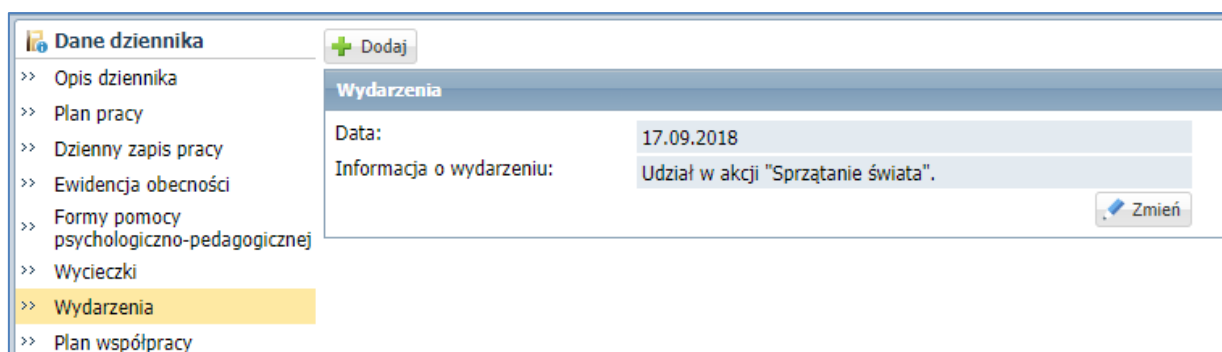 Dane dziennika
>> Opis dziennika
>> Plan pracy
>> Dzienny zapis pracy
>> Ewidencja obecności
>> Formy pomocy
psychologiczno-pedagogicznej
>> Wycieczki
>> Wydarzenia
>> Plan współpracy
Dodaj
Wydarzenia
Data: 17.09.2018
Informacja o wydarzeniu: Udział w akcji "Sprzątanie świata".
Zmień